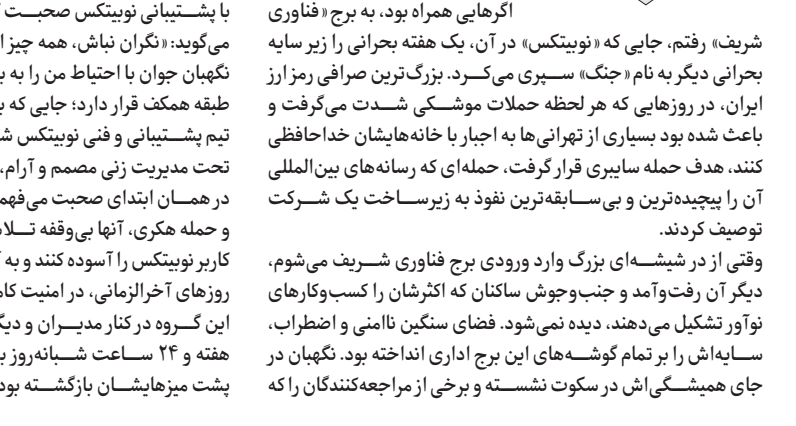 اگرهایی همراه بود، به برج «فناوری
شریف» رفتم، جایی که «نوبیتکس» در آن، یک هفته بحرانی را زیر سایه
بحرانی دیگر به نام «جنگ» سپری می‌کرد. بزرگ‌ترین صرافی رمزارز
ایران، در روزهایی که هر لحظه حملات موشکی شدت می‌گرفت و
باعث شده بود بسیاری از تهرانی‌ها به اجبار با خانه‌هایشان خداحافظی
کنند، هدف حمله سایبری قرار گرفت، حمله‌ای که رسانه‌های بین‌المللی
آن را پیچیده‌ترین و بی‌سابقه‌ترین نفوذ به زیرساخت یک شرکت
توصیف کردند.
وقتی از در شیشه‌ای بزرگ وارد ورودی برج فناوری شریف می‌شوم،
دیگر آن رفت‌وآمد و جنب‌وجوش ساکنان که اکثرشان را کسب‌وکارهای
نوآور تشکیل می‌دهند، دیده نمی‌شود. فضای سنگین ناامنی و اضطراب،
سایه‌اش را بر تمام گوشه‌های این برج اداری انداخته بود. نگهبان در
جای همیشگی‌اش در سکوت نشسته و برخی از مراجعه‌کنندگان را که
با پشتیبانی نوبیتکس صحبت
می‌گوید: «نگران نباش، همه چیز
نگهبان جوان با احتیاط من را به
طبقه همکف قرار دارد؛ جایی که
تیم پشتیبانی و فنی نوبیتکس
تحت مدیریت زنی مصمم و آرام،
در همان ابتدای صحبت
و حمله هکری، آنها بی‌وقفه
کاربر نوبیتکس را آسوده کنند و به
روزهای آخرالزمانی، در امنیت
این گروه در کنار مدیران و
هفته و ۲۴ ساعت شبانه‌روز
پشت میزهایشان بازگشته